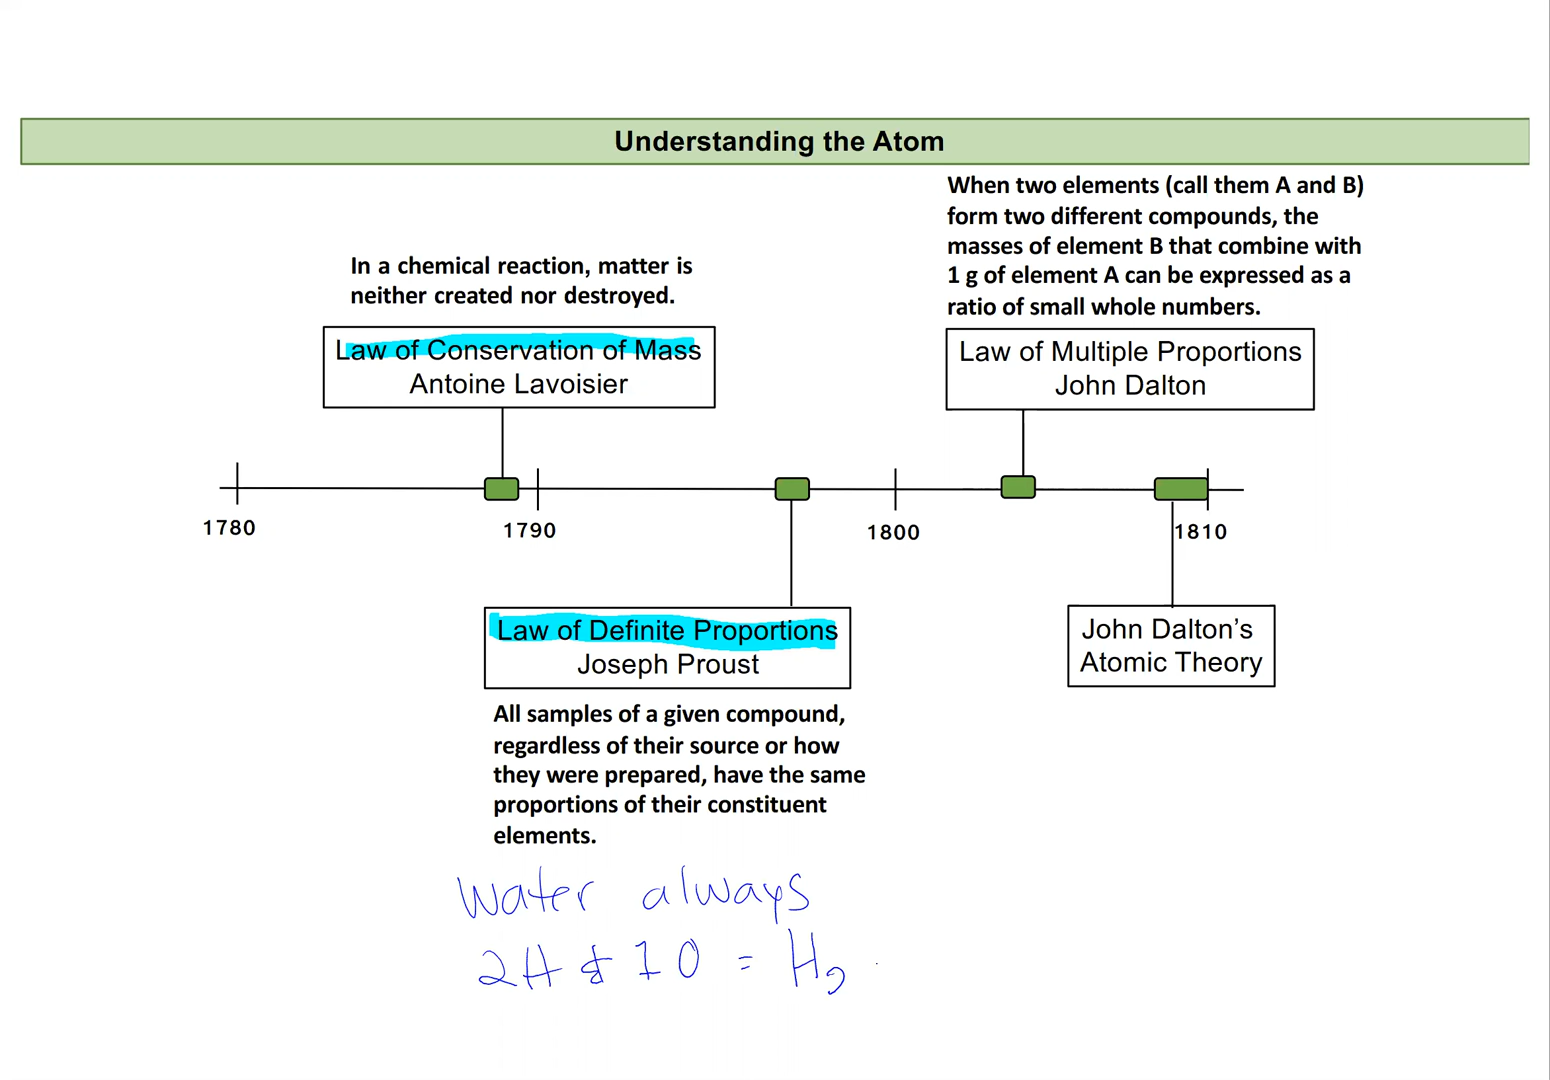 Understanding the Atom
When two elements (call them A and B)
form two different compounds, the
masses of element B that combine with
1 g of element A can be expressed as a
ratio of small whole numbers.
In a chemical reaction, matter is
neither created nor destroyed.
Law of Conservation of Mass
Antoine Lavoisier
Law of Multiple Proportions
John Dalton
1780
1790
1800
1810
Law of Definite Proportions
Joseph Proust
John Dalton’s
Atomic Theory
All samples of a given compound,
regardless of their source or how
they were prepared, have the same
proportions of their constituent
elements.
Water always
2H & 1O = H₂